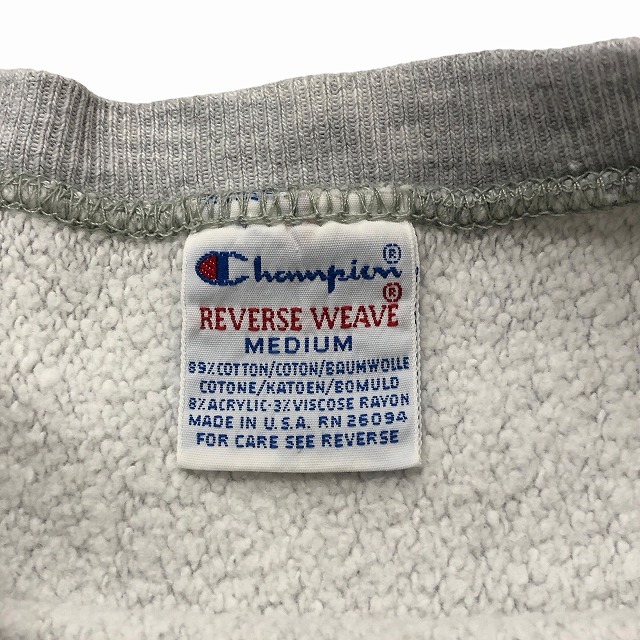 Champion®
REVERSE WEAVE®
MEDIUM
89% COTTON/COTON/BAUMWOLLE
COTONE/KATOEN/BOMULD
8% ACRYLIC-3% VISCOSE RAYON
MADE IN U.S.A. RN 26094
FOR CARE SEE REVERSE